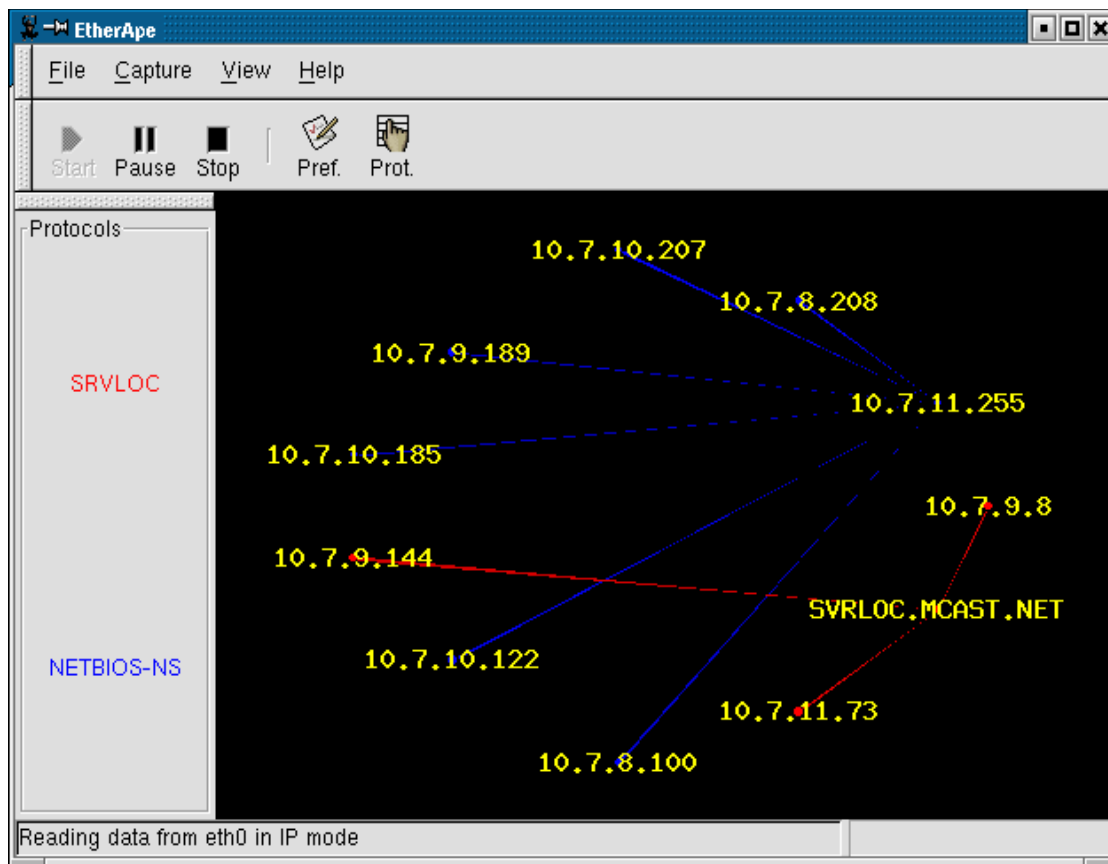 EtherApe
File Capture View Help
Start Pause Stop Pref. Prot.
Protocols
SRVLOC
NETBIOS-NS
10.7.10.207
10.7.8.208
10.7.9.189
10.7.11.255
10.7.10.185
10.7.9.8
10.7.9.144
SVRLOC.MCAST.NET
10.7.10.122
10.7.11.73
10.7.8.100
Reading data from eth0 in IP mode